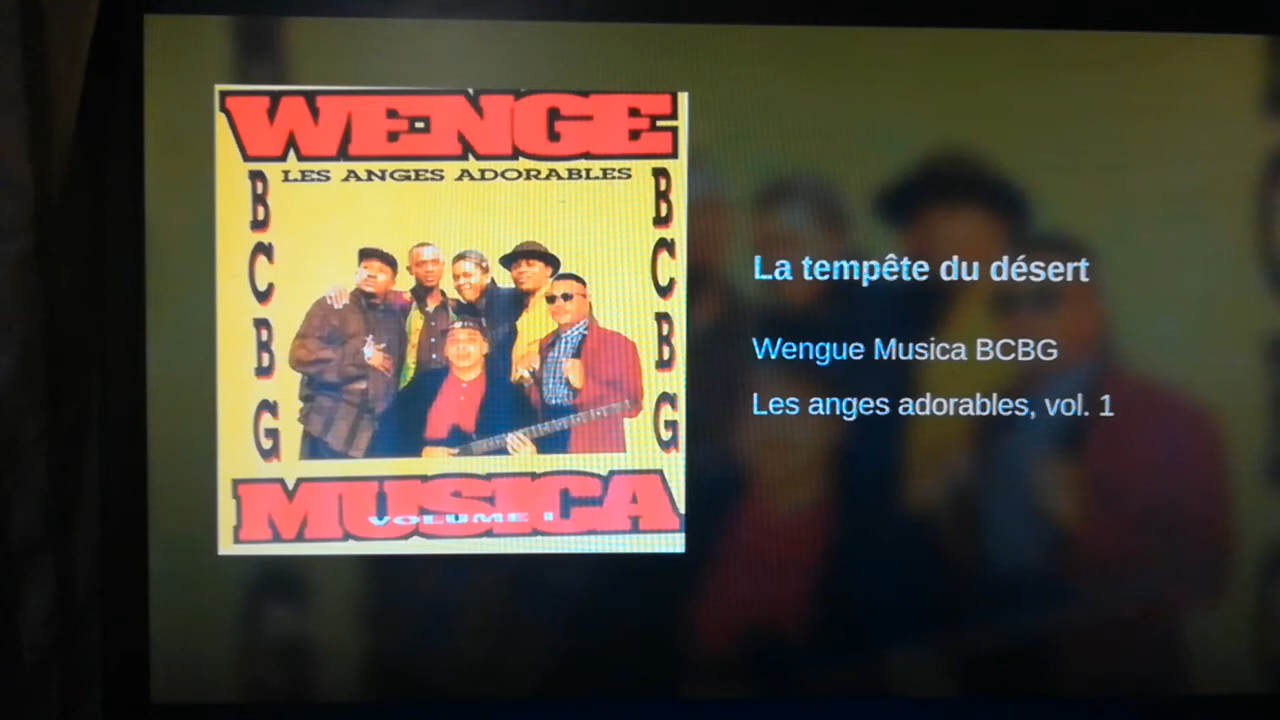 WENGE
LES ANGES ADORABLES
BCBG
BCBG
MUSICA
VOLUME I
La tempête du désert
Wengue Musica BCBG
Les anges adorables, vol. 1